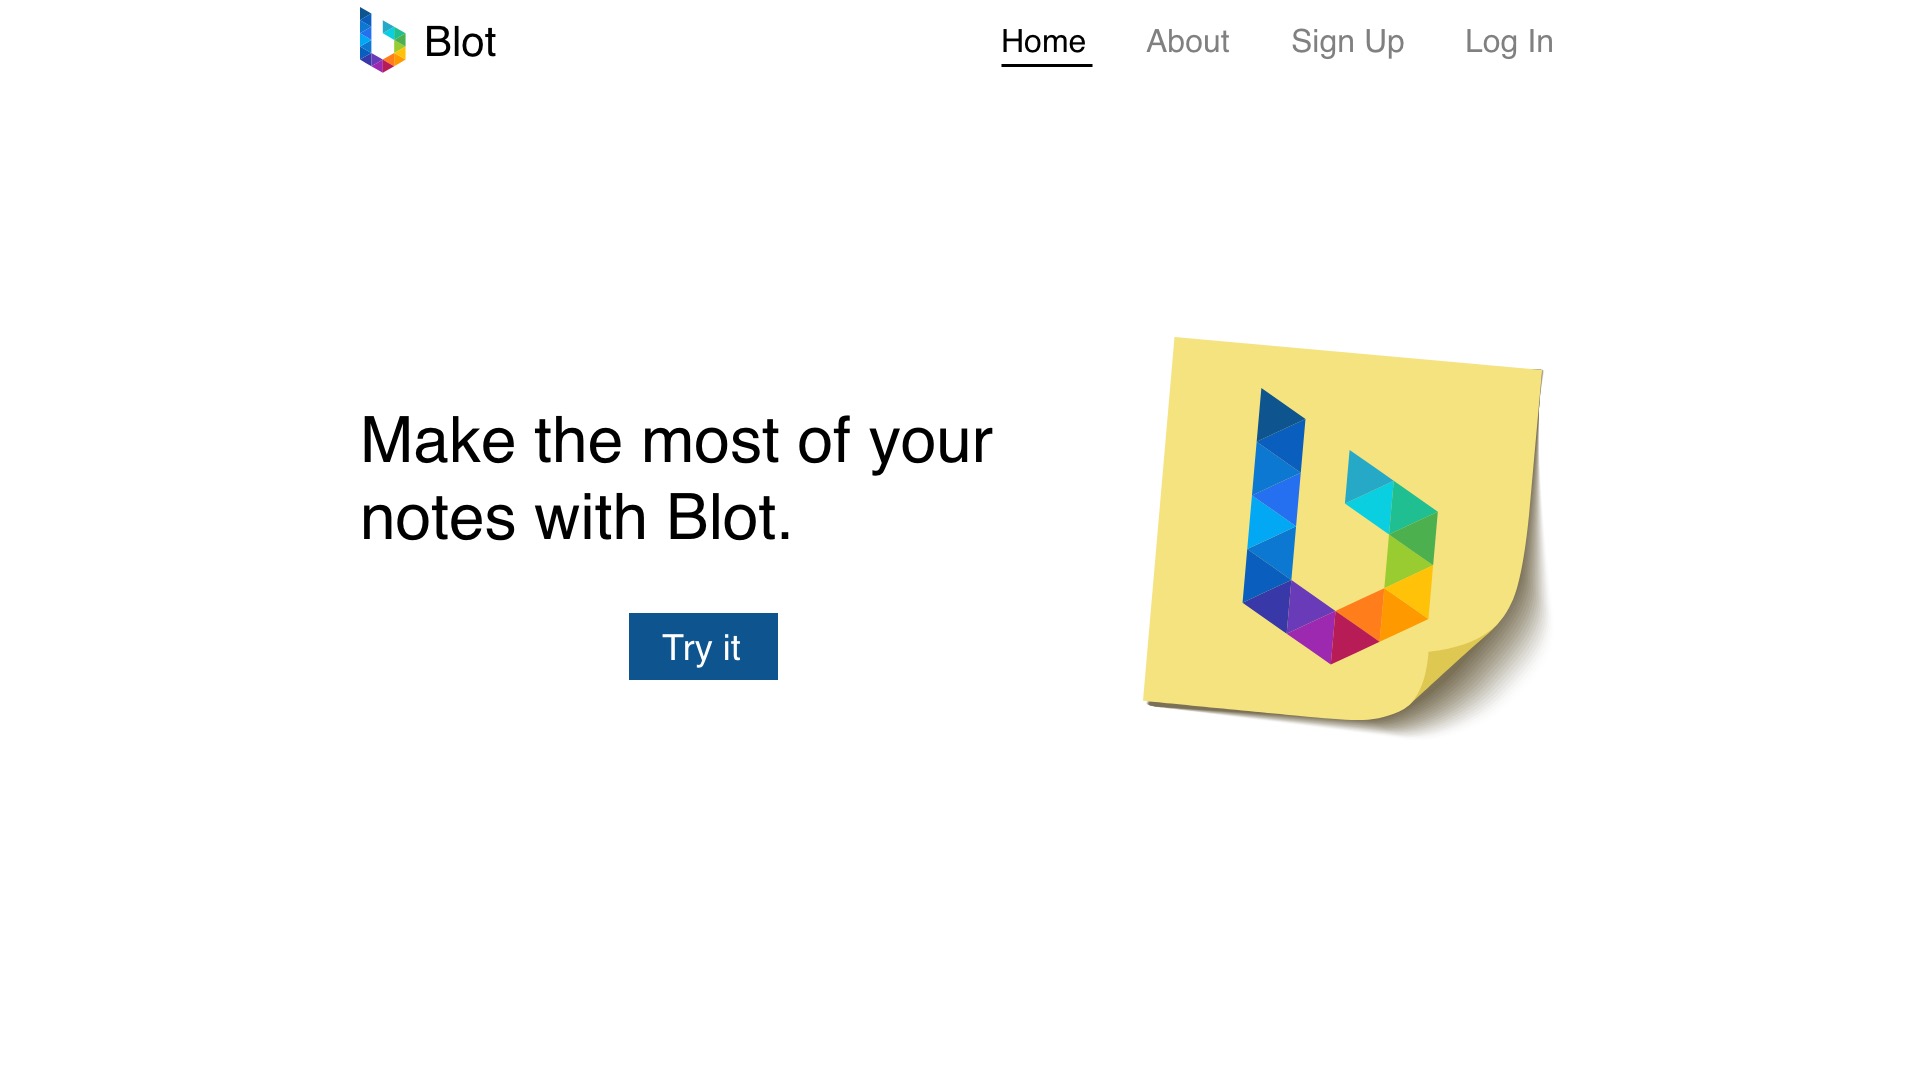 Blot
Home About Sign Up Log In
Make the most of your
notes with Blot.
Try it